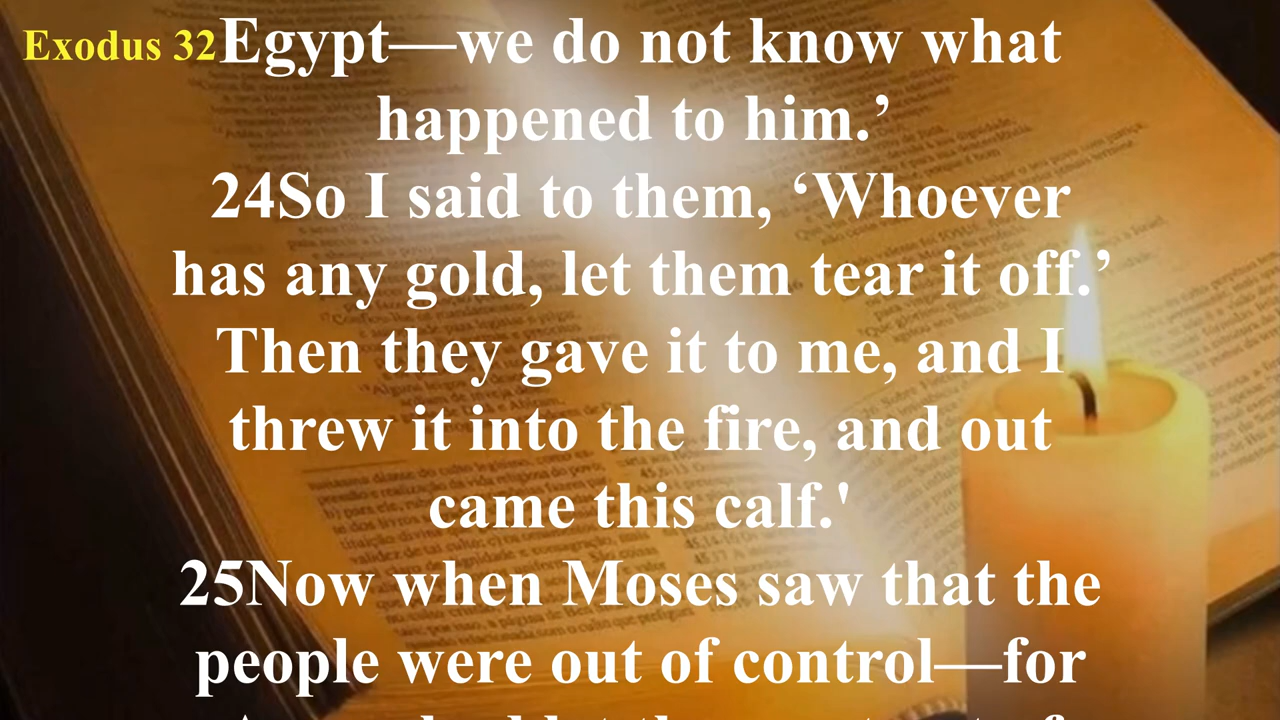 Exodus 32
Egypt—we do not know what
happened to him.’
24So I said to them, ‘Whoever
has any gold, let them tear it off.’
Then they gave it to me, and I
threw it into the fire, and out
came this calf.'
25Now when Moses saw that the
people were out of control—for